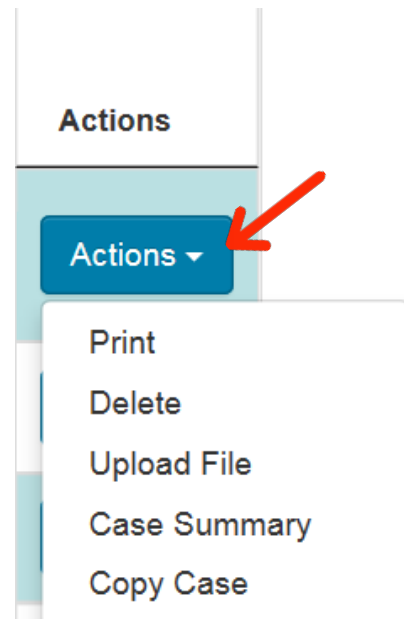 Actions
Actions
Print
Delete
Upload File
Case Summary
Copy Case